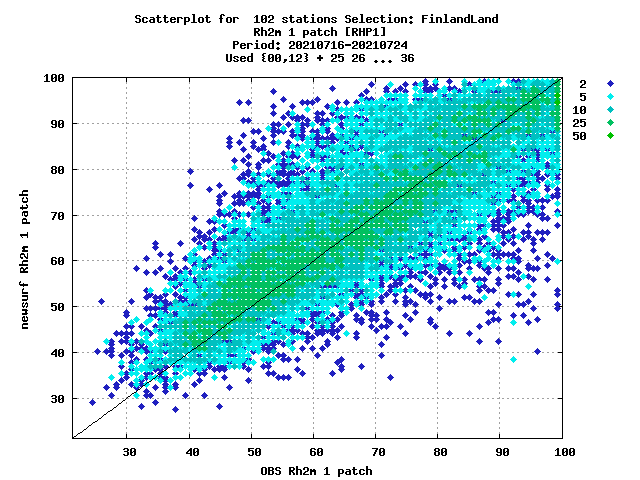 Scatterplot for  102 stations Selection: FinlandLand
Rh2m 1 patch [RHP1]
Period: 20210716-20210724
Used {00,12} + 25 26 ... 36
100
90
80
70
60
50
40
30
newsurf Rh2m 1 patch
2
5
10
25
50
30 40 50 60 70 80 90 100
OBS Rh2m 1 patch